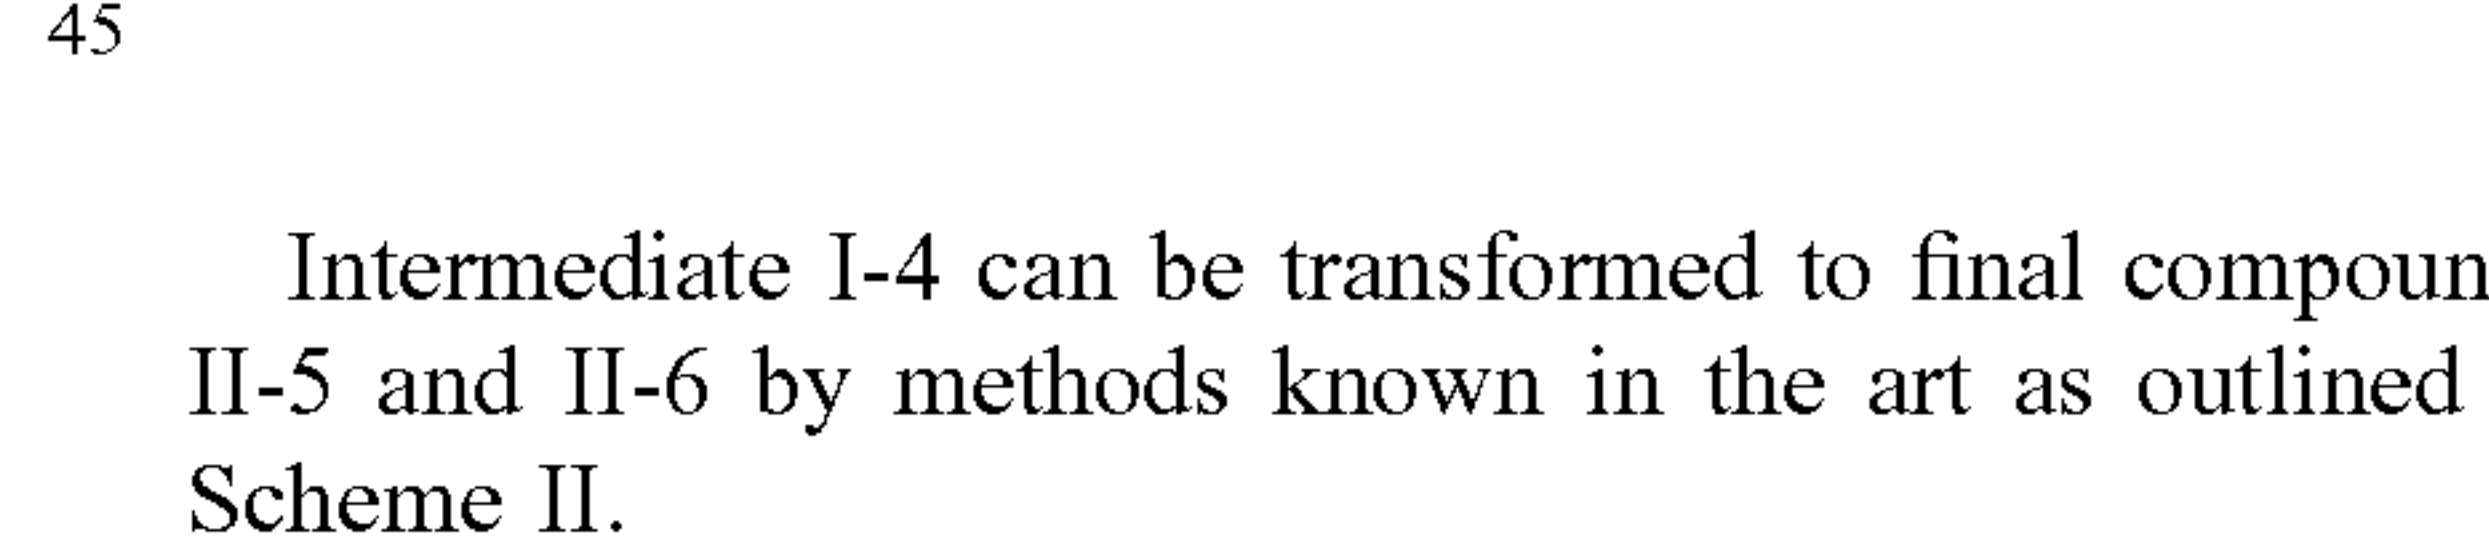 45
Intermediate I-4 can be transformed to final compoun
II-5 and II-6 by methods known in the art as outlined
Scheme II.